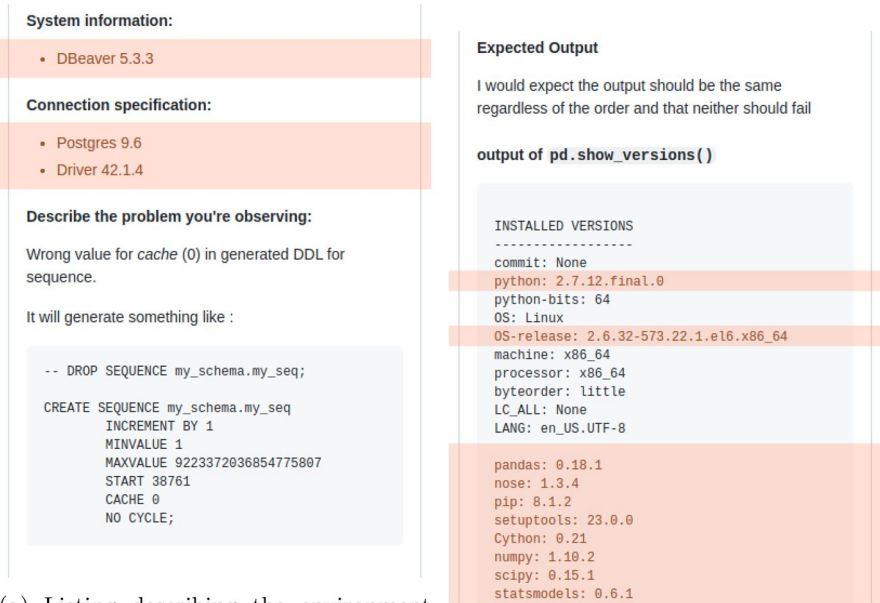 System information:
• DBeaver 5.3.3
Connection specification:
• Postgres 9.6
• Driver 42.1.4
Describe the problem you're observing:
Wrong value for cache (0) in generated DDL for
sequence.
It will generate something like :
-- DROP SEQUENCE my_schema.my_seq;
CREATE SEQUENCE my_schema.my_seq
INCREMENT BY 1
MINVALUE 1
MAXVALUE 9223372036854775807
START 38761
CACHE 0
NO CYCLE;
(a) Listing describing the environment
Expected Output
I would expect the output should be the same
regardless of the order and that neither should fail
output of pd.show_versions()
INSTALLED VERSIONS
------------------
commit: None
python: 2.7.12.final.0
python-bits: 64
OS: Linux
OS-release: 2.6.32-573.22.1.el6.x86_64
machine: x86_64
processor: x86_64
byteorder: little
LC_ALL: None
LANG: en_US.UTF-8
pandas: 0.18.1
nose: 1.3.4
pip: 8.1.2
setuptools: 23.0.0
Cython: 0.21
numpy: 1.10.2
scipy: 0.15.1
statsmodels: 0.6.1